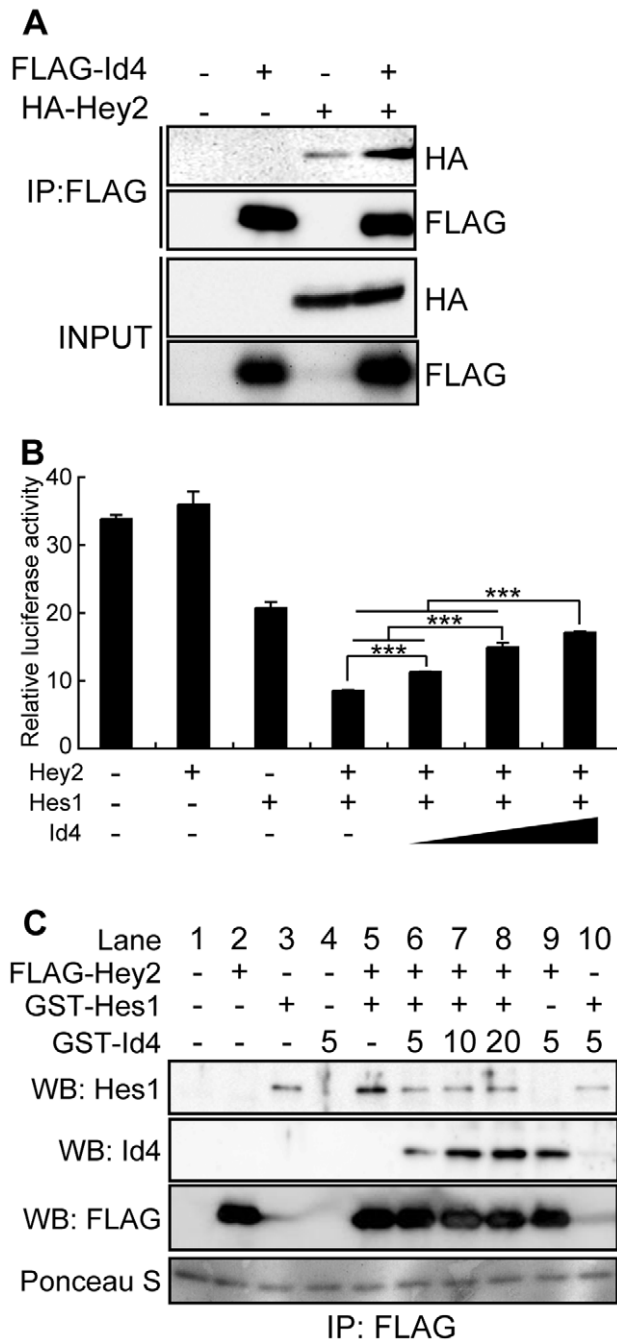 A
FLAG-Id4 - + - +
HA-Hey2 - - + +
IP:FLAG
HA
FLAG
INPUT
HA
FLAG
B
Relative luciferase activity
40
30
20
10
0
***
***
***
Hey2 - + - + + + +
Hes1 - - + + + + +
Id4 - - - -
C
Lane 1 2 3 4 5 6 7 8 9 10
FLAG-Hey2 - + - - + + + + + -
GST-Hes1 - - + - + + + + - +
GST-Id4 - - - 5 - 5 10 20 5 5
WB: Hes1
WB: Id4
WB: FLAG
Ponceau S
IP: FLAG